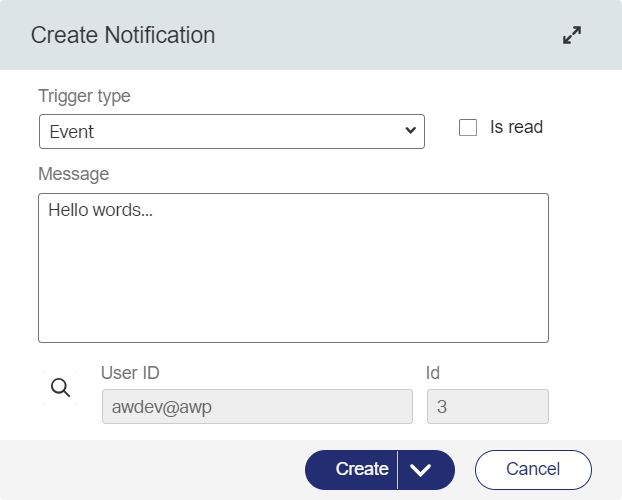 Create Notification
Trigger type
Event
Is read
Message
Hello words...
User ID
Id
awdev@awp
3
Create
Cancel